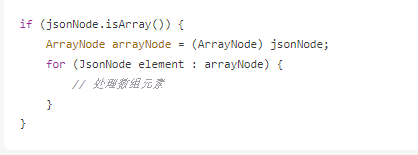 if (jsonNode.isArray()) {
    ArrayNode arrayNode = (ArrayNode) jsonNode;
    for (JsonNode element : arrayNode) {
        // 处理数组元素
    }
}